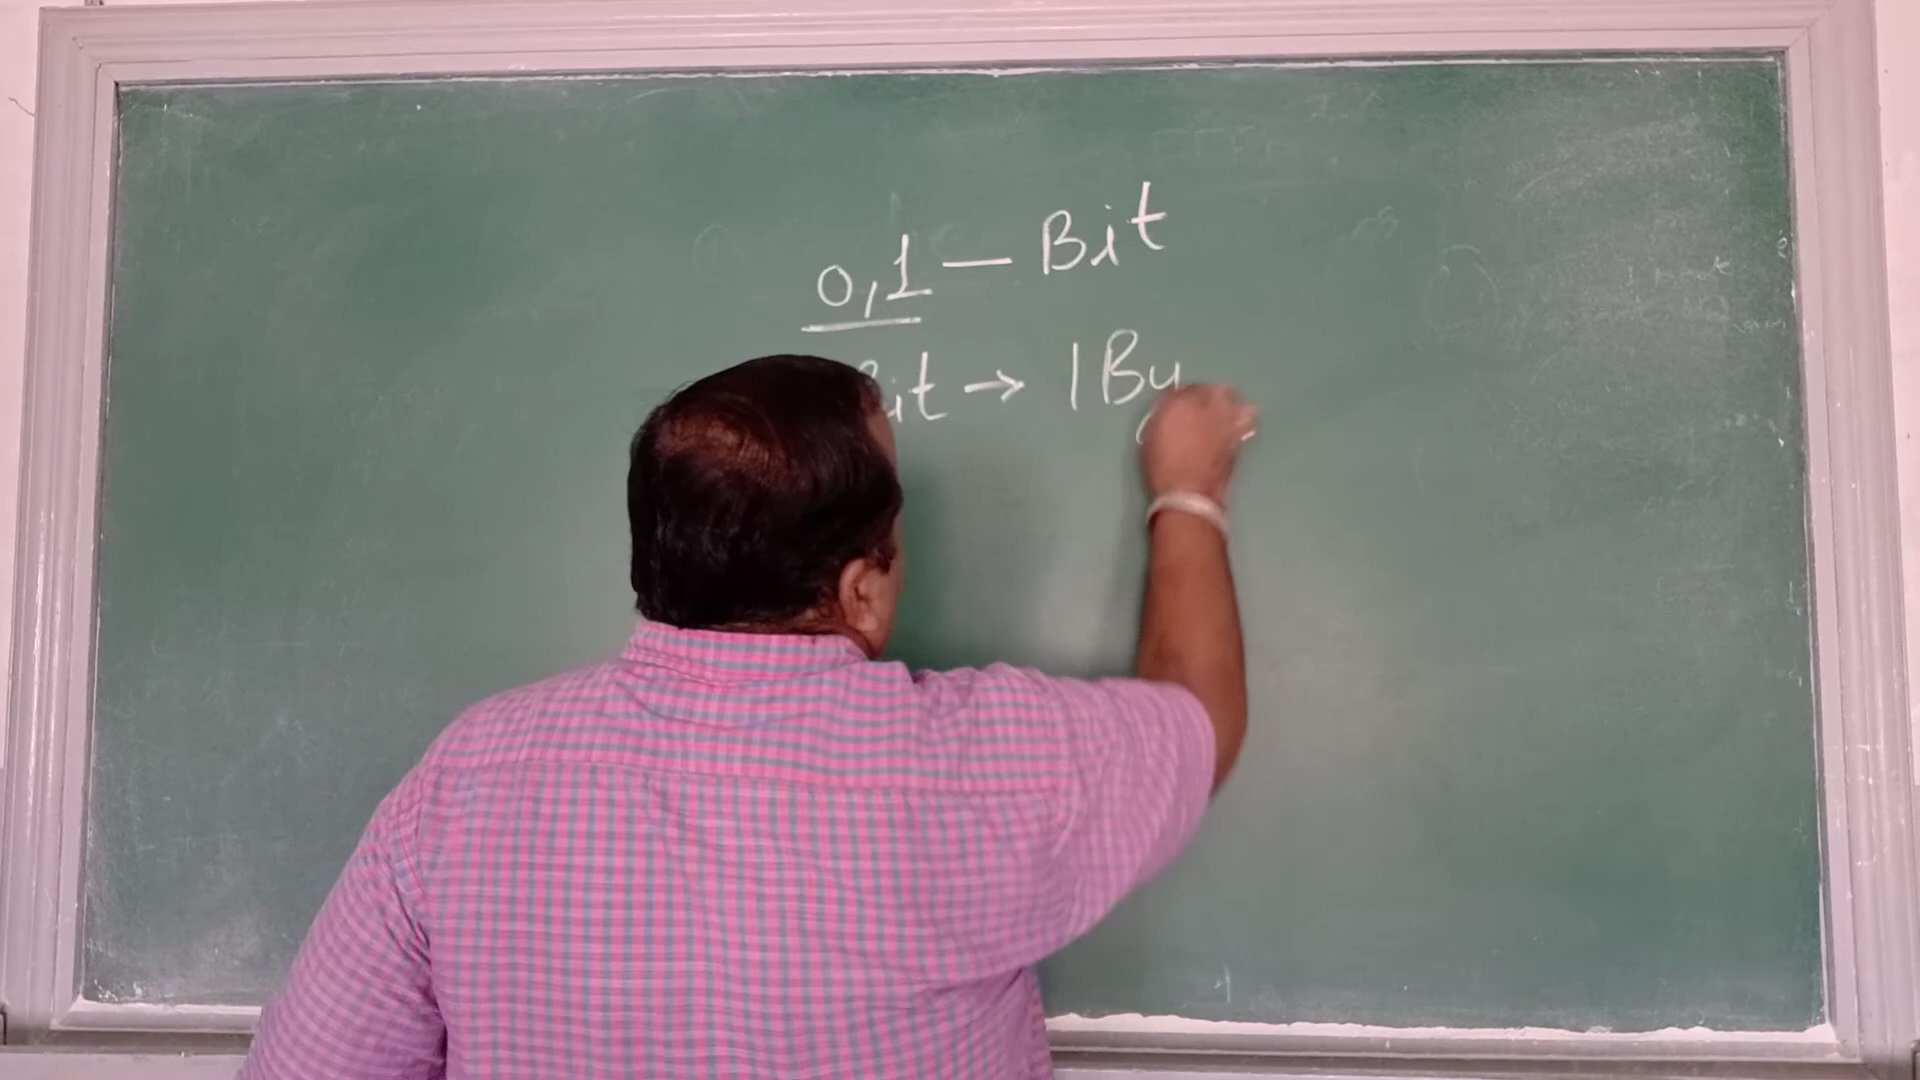 0,1 — Bit
Bit → 1 By